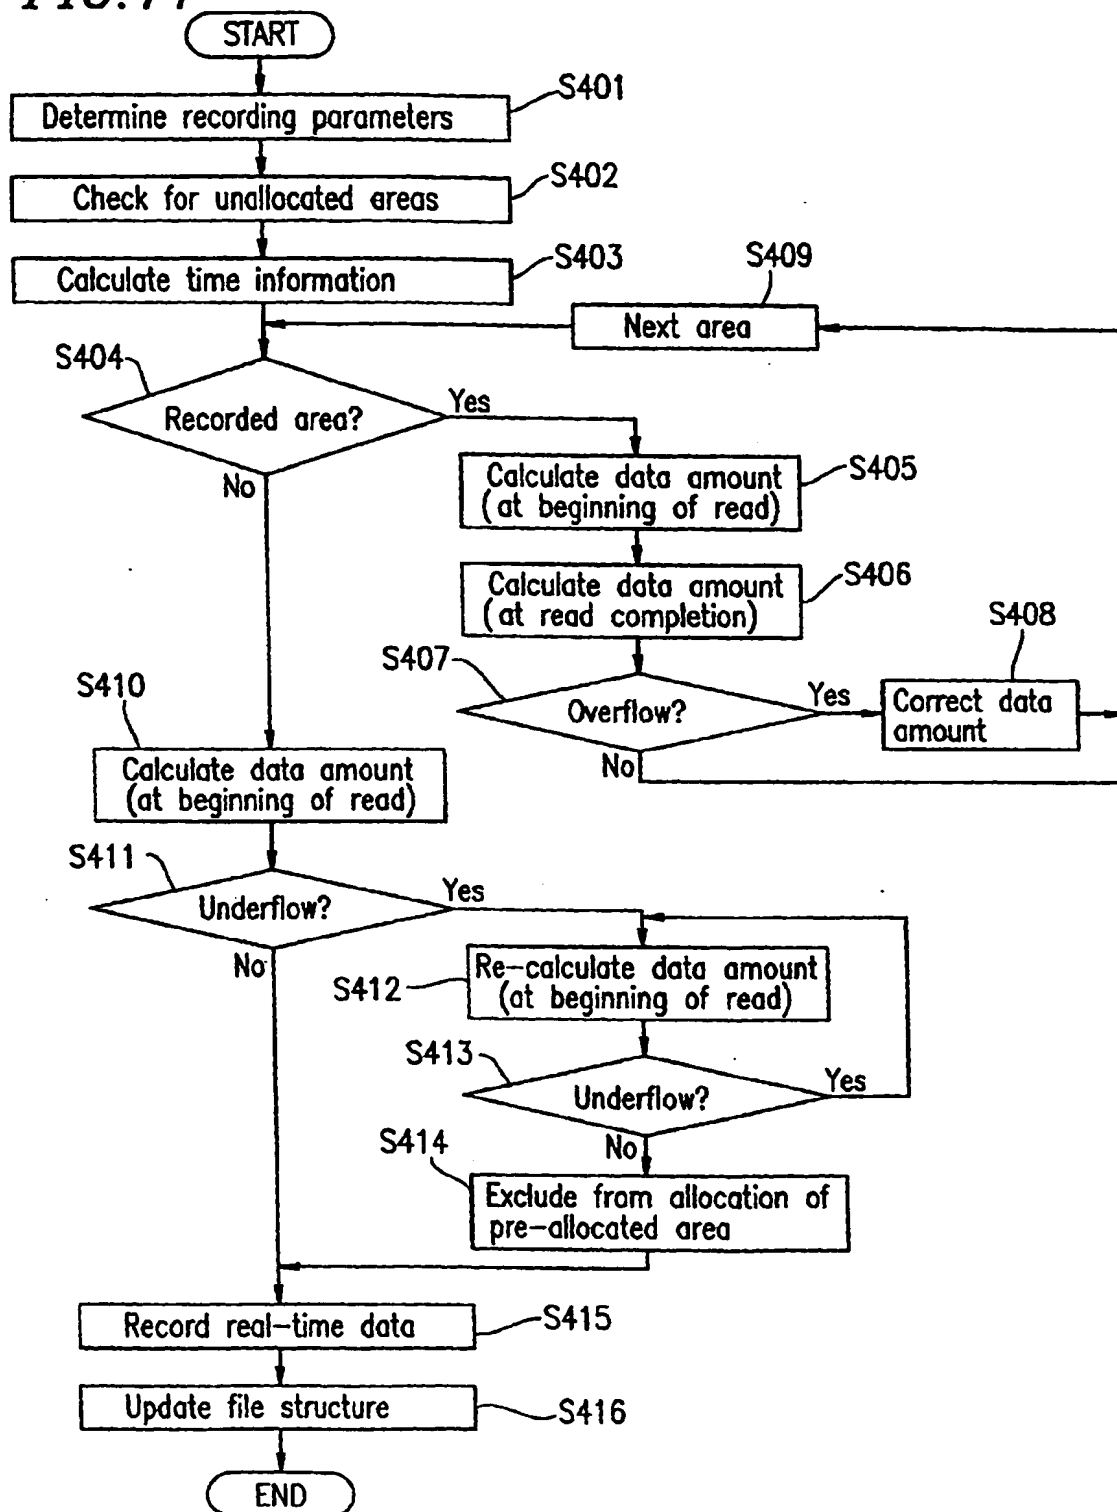 START
S401
Determine recording parameters
S402
Check for unallocated areas
S403
Calculate time information
S409
Next area
S404
Recorded area?
Yes
No
S405
Calculate data amount
(at beginning of read)
S406
Calculate data amount
(at read completion)
S407
Overflow?
Yes
No
S408
Correct data
amount
S410
Calculate data amount
(at beginning of read)
S411
Underflow?
Yes
No
S412
Re-calculate data amount
(at beginning of read)
S413
Underflow?
Yes
No
S414
Exclude from allocation of
pre-allocated area
S415
Record real-time data
S416
Update file structure
END